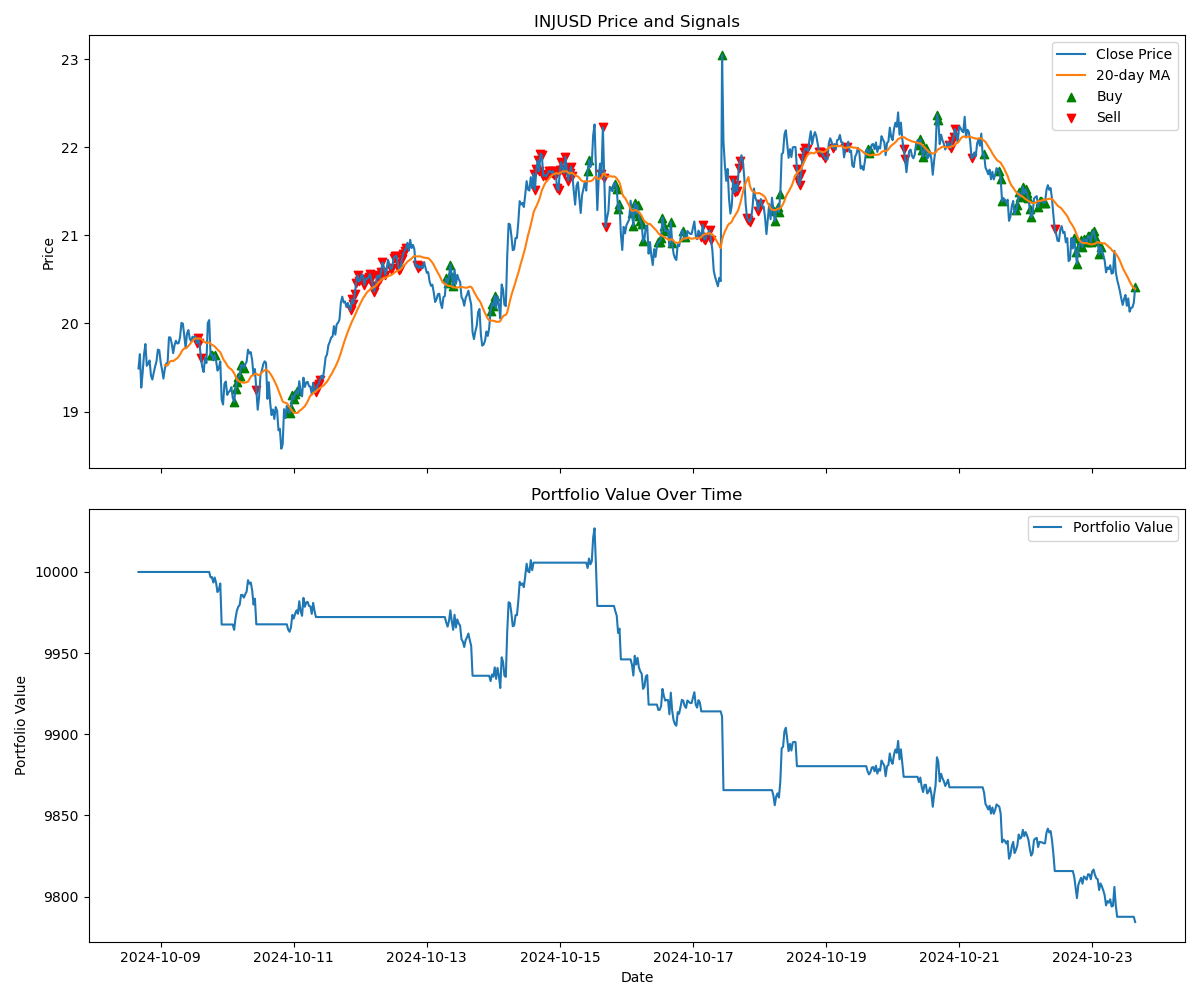 INJUSD Price and Signals
Price
23
22
21
20
19
Close Price
20-day MA
Buy
Sell
Portfolio Value Over Time
Portfolio Value
10000
9950
9900
9850
9800
Portfolio Value
2024-10-09 2024-10-11 2024-10-13 2024-10-15 2024-10-17 2024-10-19 2024-10-21 2024-10-23
Date